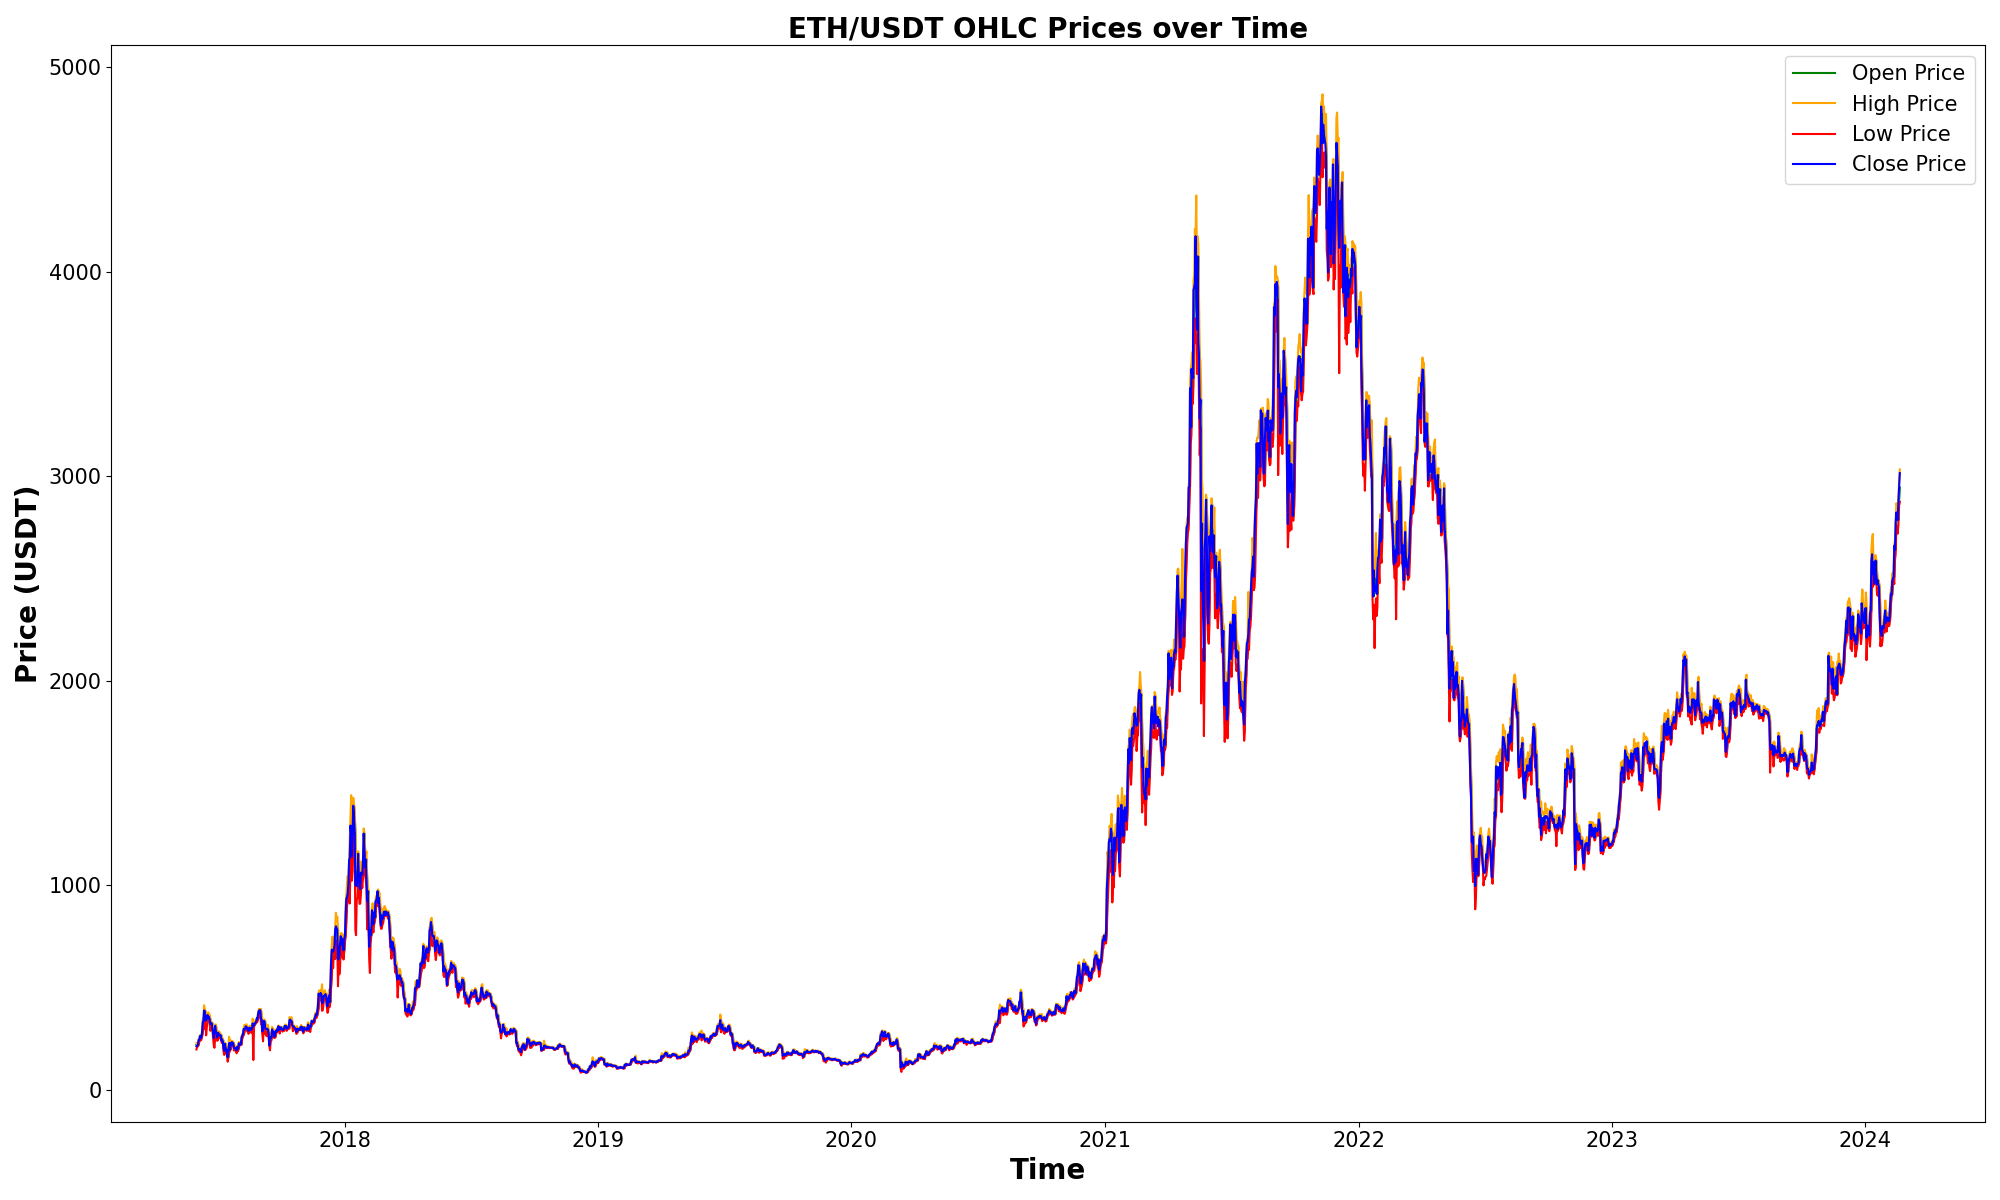 ETH/USDT OHLC Prices over Time
Open Price
High Price
Low Price
Close Price
Price (USDT)
5000
4000
3000
2000
1000
0
2018 2019 2020 2021 2022 2023 2024
Time